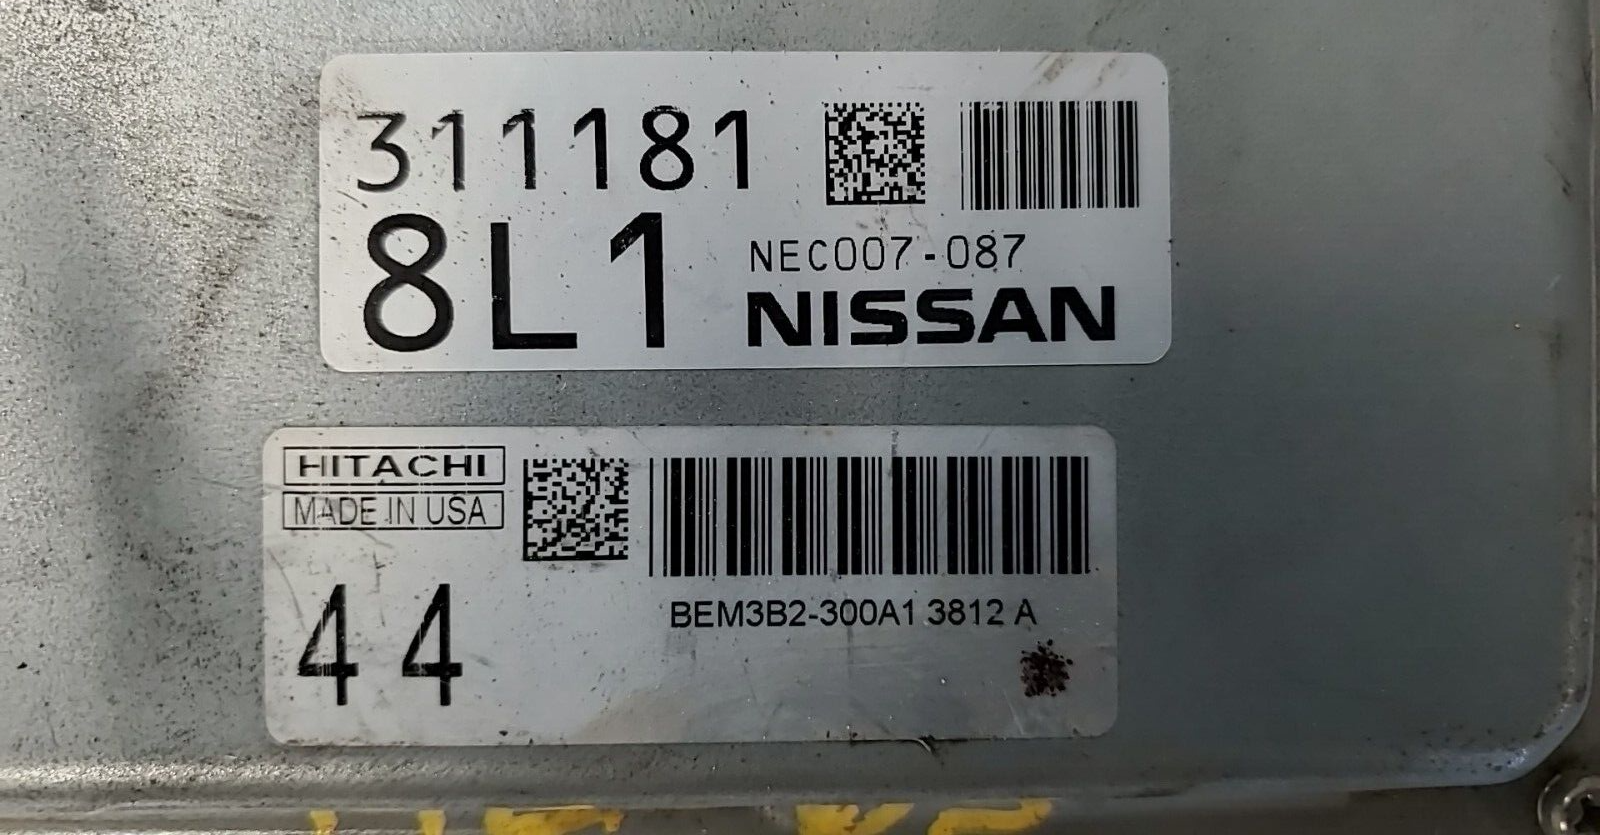 311181
8L1
NEC007-087
NISSAN
HITACHI
MADE IN USA
44
BEM3B2-300A1 3812 A